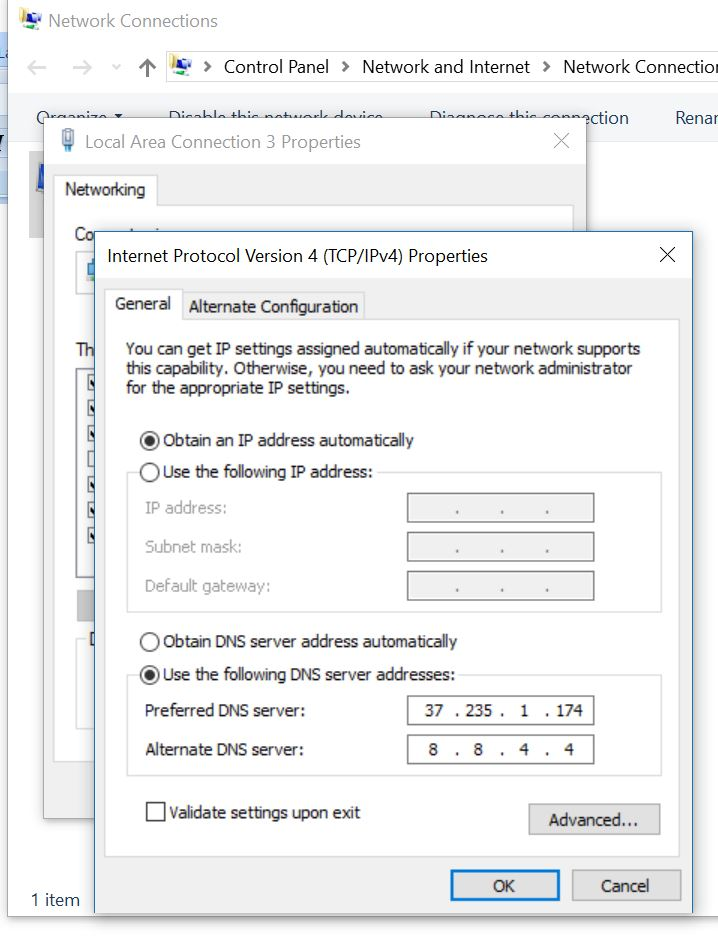 Network Connections
Control Panel > Network and Internet > Network Connection
Organize Disable this network device Diagnose this connection Renar
Local Area Connection 3 Properties
Networking
Co
Internet Protocol Version 4 (TCP/IPv4) Properties
General Alternate Configuration
Th
You can get IP settings assigned automatically if your network supports
this capability. Otherwise, you need to ask your network administrator
for the appropriate IP settings.
Obtain an IP address automatically
Use the following IP address:
IP address: . . .
Subnet mask: . . .
Default gateway: . . .
Obtain DNS server address automatically
Use the following DNS server addresses:
Preferred DNS server: 37 . 235 . 1 . 174
Alternate DNS server: 8 . 8 . 4 . 4
Validate settings upon exit
Advanced...
OK Cancel
1 item